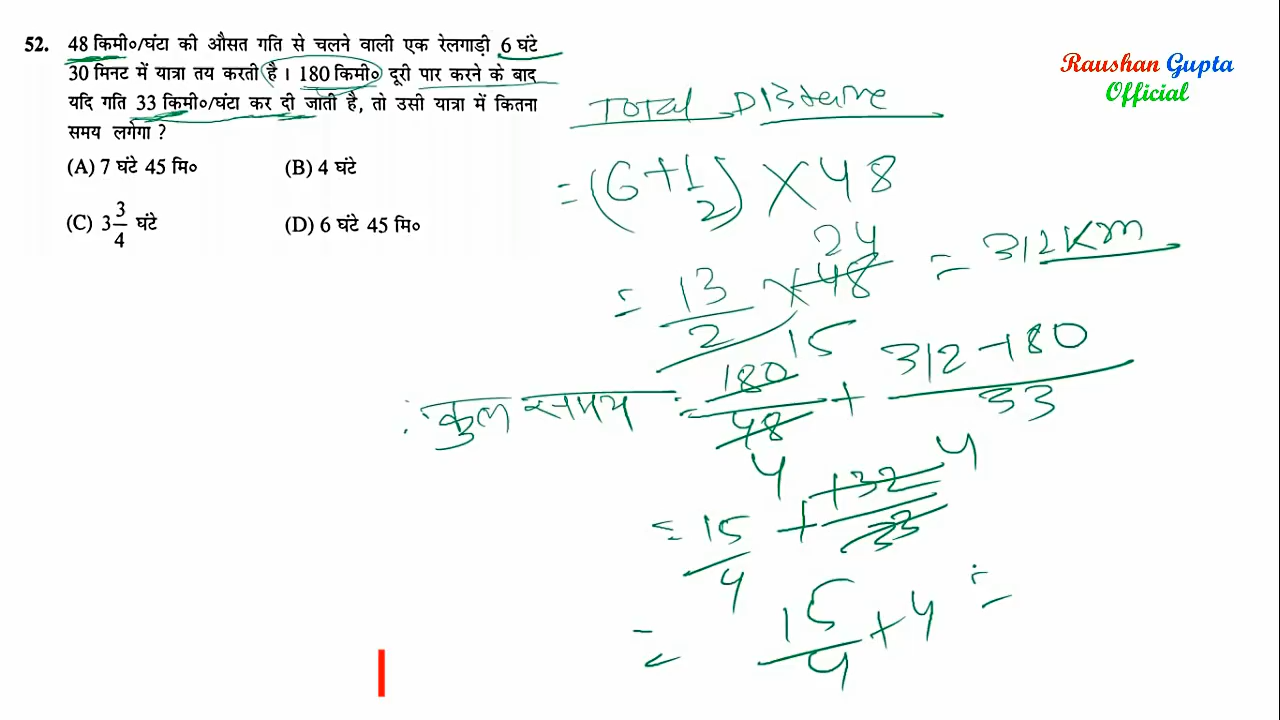 52. 48 किमी०/घंटा की औसत गति से चलने वाली एक रेलगाड़ी 6 घंटे
30 मिनट में यात्रा तय करती है । 180 किमी० दूरी पार करने के बाद
यदि गति 33 किमी०/घंटा कर दी जाती है, तो उसी यात्रा में कितना
समय लगेगा ?
(A) 7 घंटे 45 मि० (B) 4 घंटे
(C) 3 3/4 घंटे (D) 6 घंटे 45 मि०
Raushan Gupta
Official
Total Distance
= (6+1/2) × 48
= 13/2 × 48 24 = 312 Km
∴ कुल समय = 180/48 15 4 + 312-180/33
= 15/4 + 132/33 4
= 15/4 + 4 =